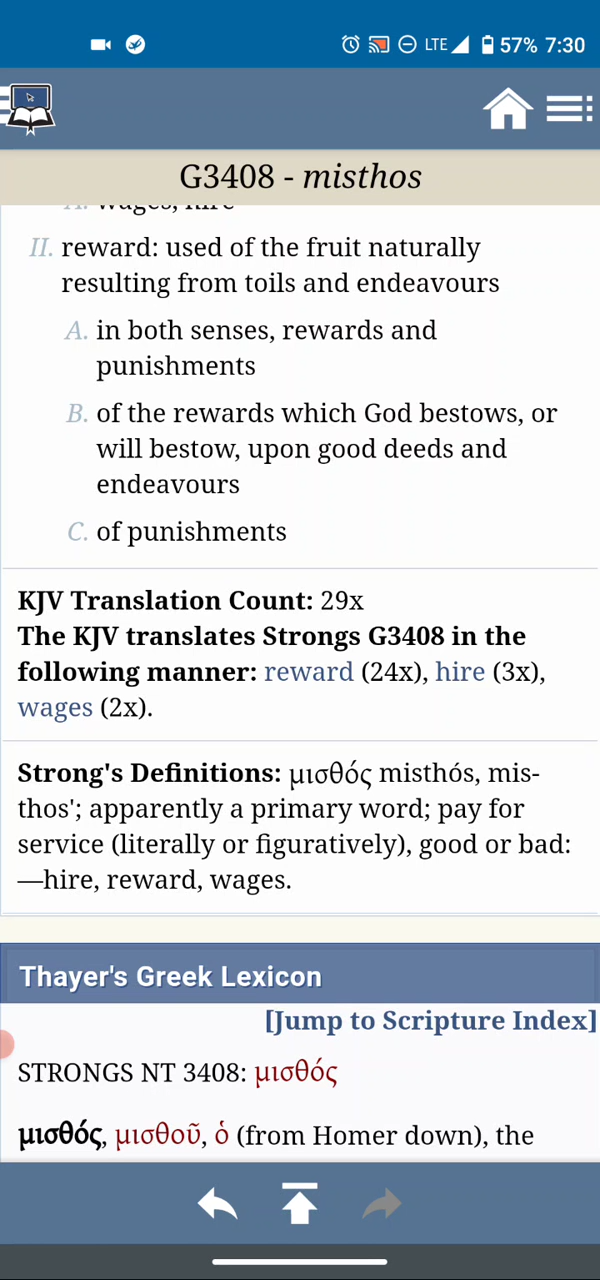 LTE 57% 7:30
G3408 - misthos
A. wages, hire
II. reward: used of the fruit naturally
resulting from toils and endeavours
A. in both senses, rewards and
punishments
B. of the rewards which God bestows, or
will bestow, upon good deeds and
endeavours
C. of punishments
KJV Translation Count: 29x
The KJV translates Strongs G3408 in the
following manner: reward (24x), hire (3x),
wages (2x).
Strong's Definitions: μισθός misthós, mis-
thos'; apparently a primary word; pay for
service (literally or figuratively), good or bad:
—hire, reward, wages.
Thayer's Greek Lexicon
[Jump to Scripture Index]
STRONGS NT 3408: μισθός
μισθός, μισθοῦ, ὁ (from Homer down), the